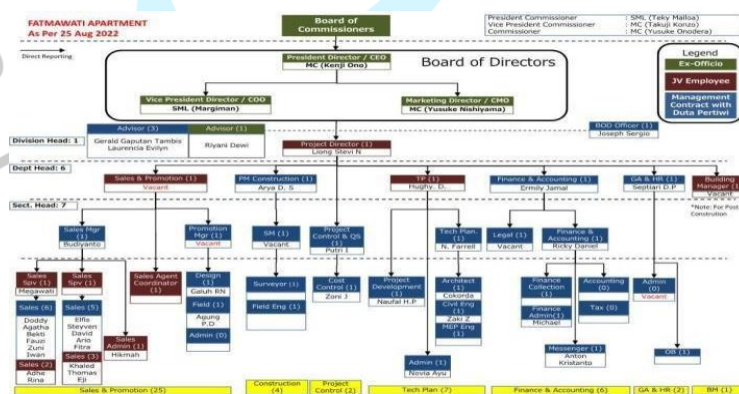 FATMAWATI APARTMENT
As Per 25 Aug 2022
Direct Reporting
Board of
Commissioners
President Commissioner : SML (Teky Mailoa)
Vice President Commissioner : MC (Takuji Konzo)
Commissioner : MC (Yusuke Onodera)
Legend
Ex-Officio
JV Employee
Management
Contract with
Duta Pertiwi
Board of Directors
President Director / CEO
MC (Kenji Ono)
Vice President Director / COO
SML (Margiman)
Marketing Director / CMO
MC (Yusuke Nishiyama)
BOD Officer (1)
Joseph Sergio
Division Head: 1
Advisor (3)
Gerald Gaputan Tambis
Laurencia Evilyn
Advisor (1)
Riyani Dewi
Project Director (1)
Liong Stevi N
Dept Head: 6
Sales & Promotion (1)
Vacant
PM Construction (1)
Arya D. S
TP (1)
Hughy. D.
Finance & Accounting (1)
Ermily Jamal
GA & HR (1)
Septian D.P
Building
Manager (1)
Vacant
*Note: For Post
Constrution
Sect. Head: 7
Sales Mgr
(1)
Budiyanto
Promotion
Mgr (1)
Vacant
SM (1)
Vacant
Project
Control & QS
(1)
Putri I
Tech Plan.
(1)
N. Farrell
Legal (1)
Vacant
Finance &
Accounting (1)
Ricky Daniel
Sales
Spv (1)
Megawati
Sales
Spv (1)
Sales Agent
Coordinator
(1)
Design (1)
Galuh RN
Field (1)
Agung
P.D
Admin (0)
Surveyor (1)
Field Eng (1)
Cost
Control (1)
Zoni J
Project
Development
(1)
Naufal H.P
Architect
(1)
Cokorda
Civil Eng
(1)
Zaki Z
M&P Eng
(1)
Finance
Collection
(1)
Finance
Admin(1)
Michael
Accounting
(0)
Tax (0)
Admin (0)
Vacant
Sales (6)
Doddy
Agatha
Bekti
Fauzi
Zuni
Iwan
Sales (2)
Adhe
Rina
Sales (5)
Elfis
Steyven
David
Ario
Fitra
Sales (3)
Khaled
Thomas
Eji
Sales
Admin (1)
Hikmah
Admin (1)
Novia Ayu
Messenger (1)
Anton
Kristanto
OB (1)
Sales & Promotion (25)
Construction
(4)
Project
Control (2)
Tech Plan (7)
Finance & Accounting (6)
GA & HR (2)
BM (1)